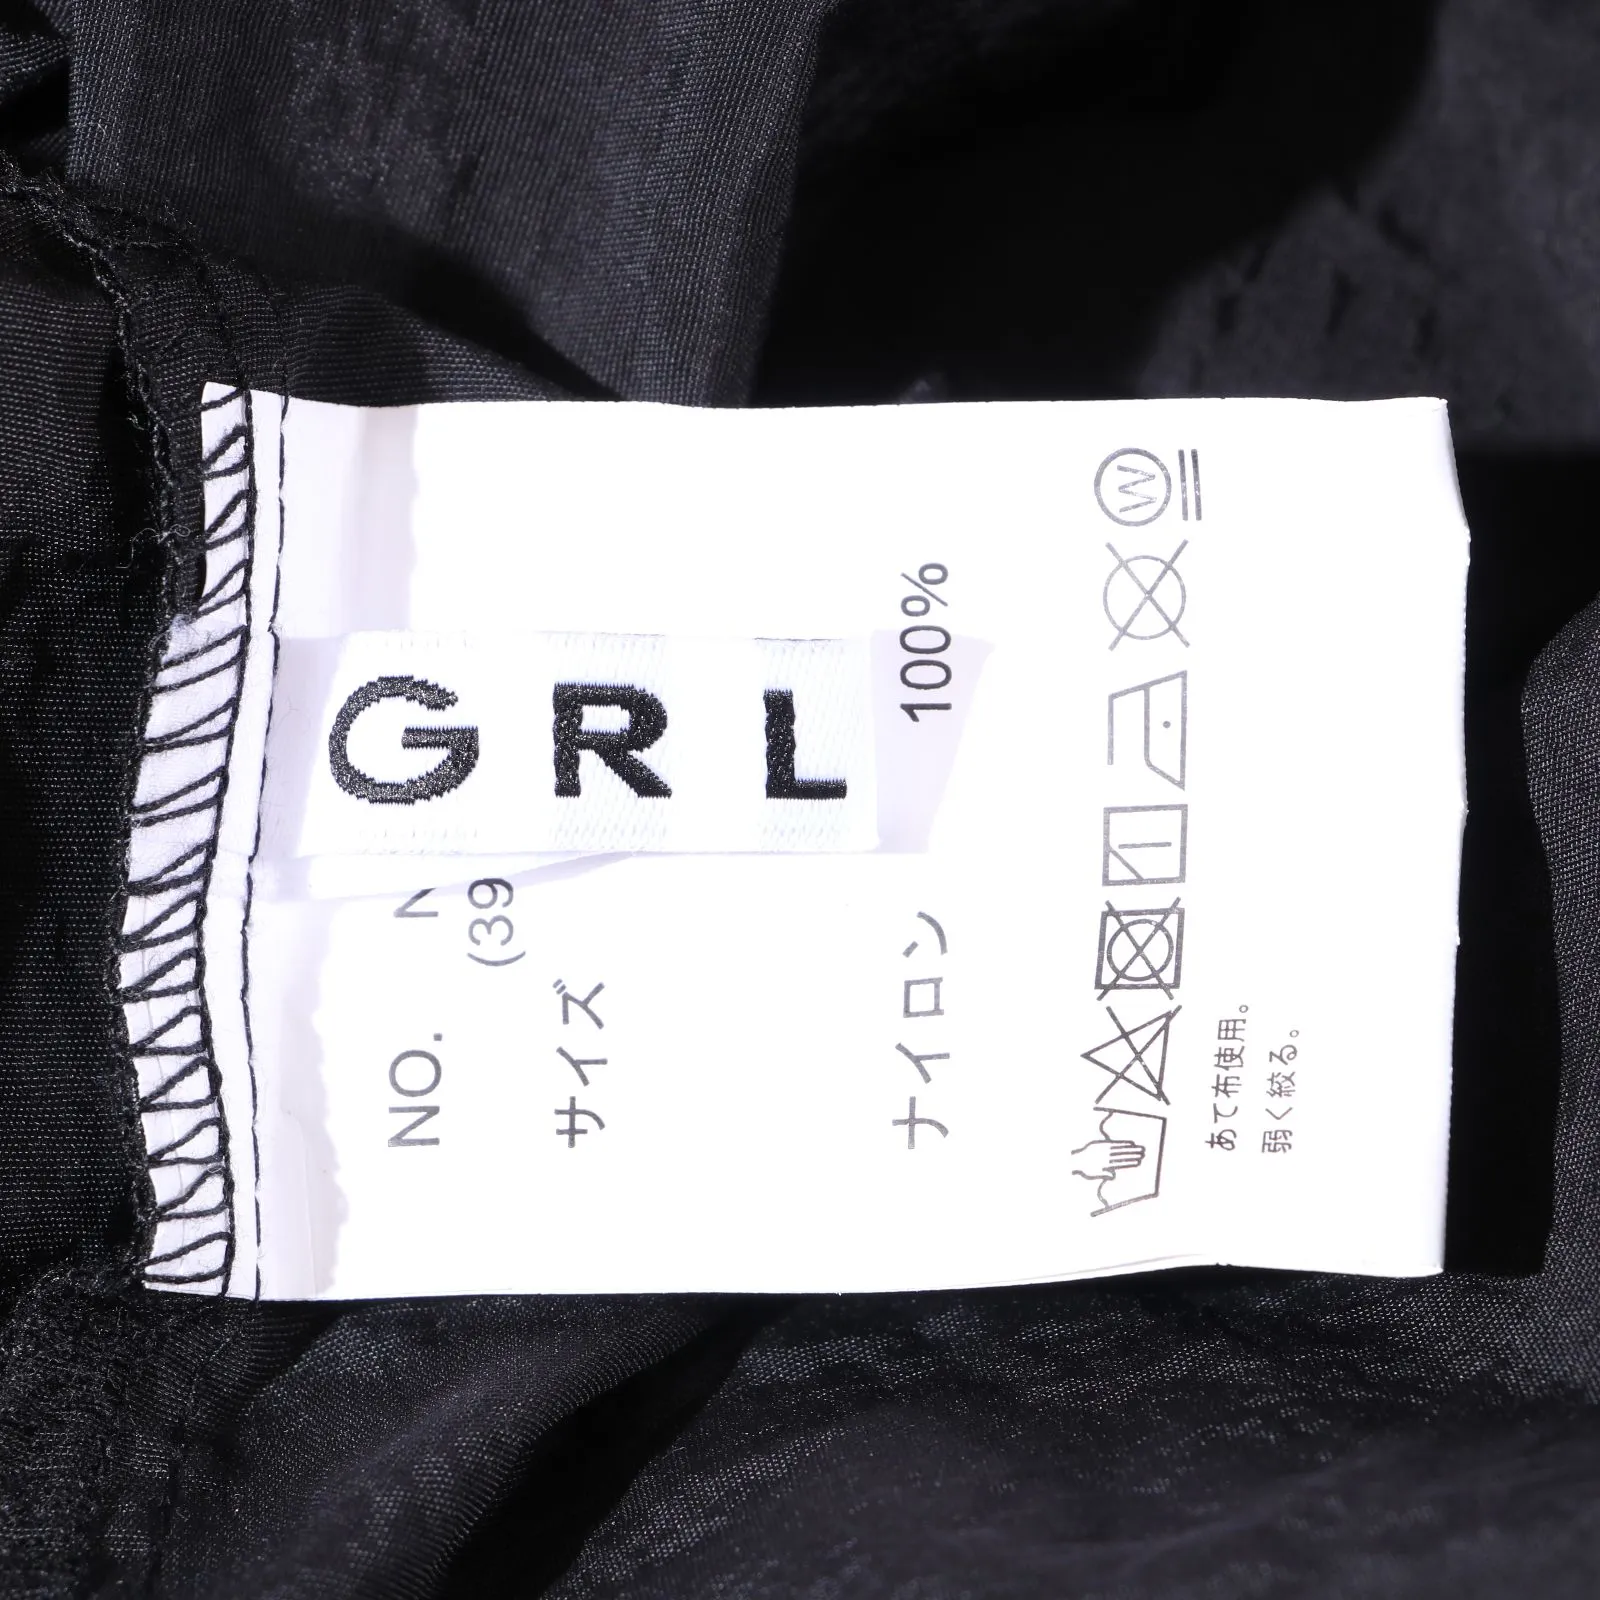 GRL
NO.
(39
サイズ
ナイロン 100%
あて布使用。
弱く絞る。